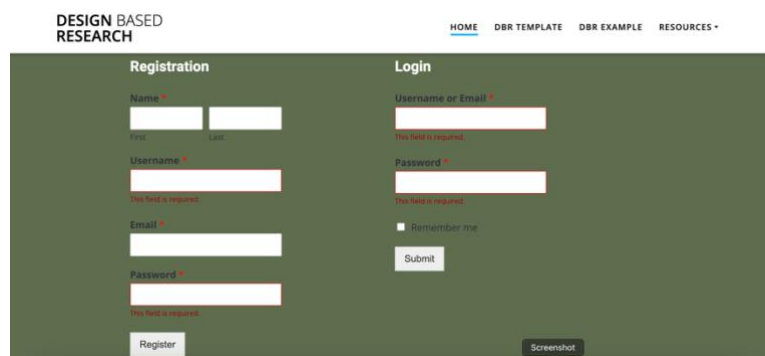 DESIGN BASED
RESEARCH
HOME DBR TEMPLATE DBR EXAMPLE RESOURCES
Registration
Name *
First Last
Username *
This field is required.
Email *
Password *
This field is required.
Register
Login
Username or Email *
This field is required.
Password *
This field is required.
Remember me
Submit
Screenshot